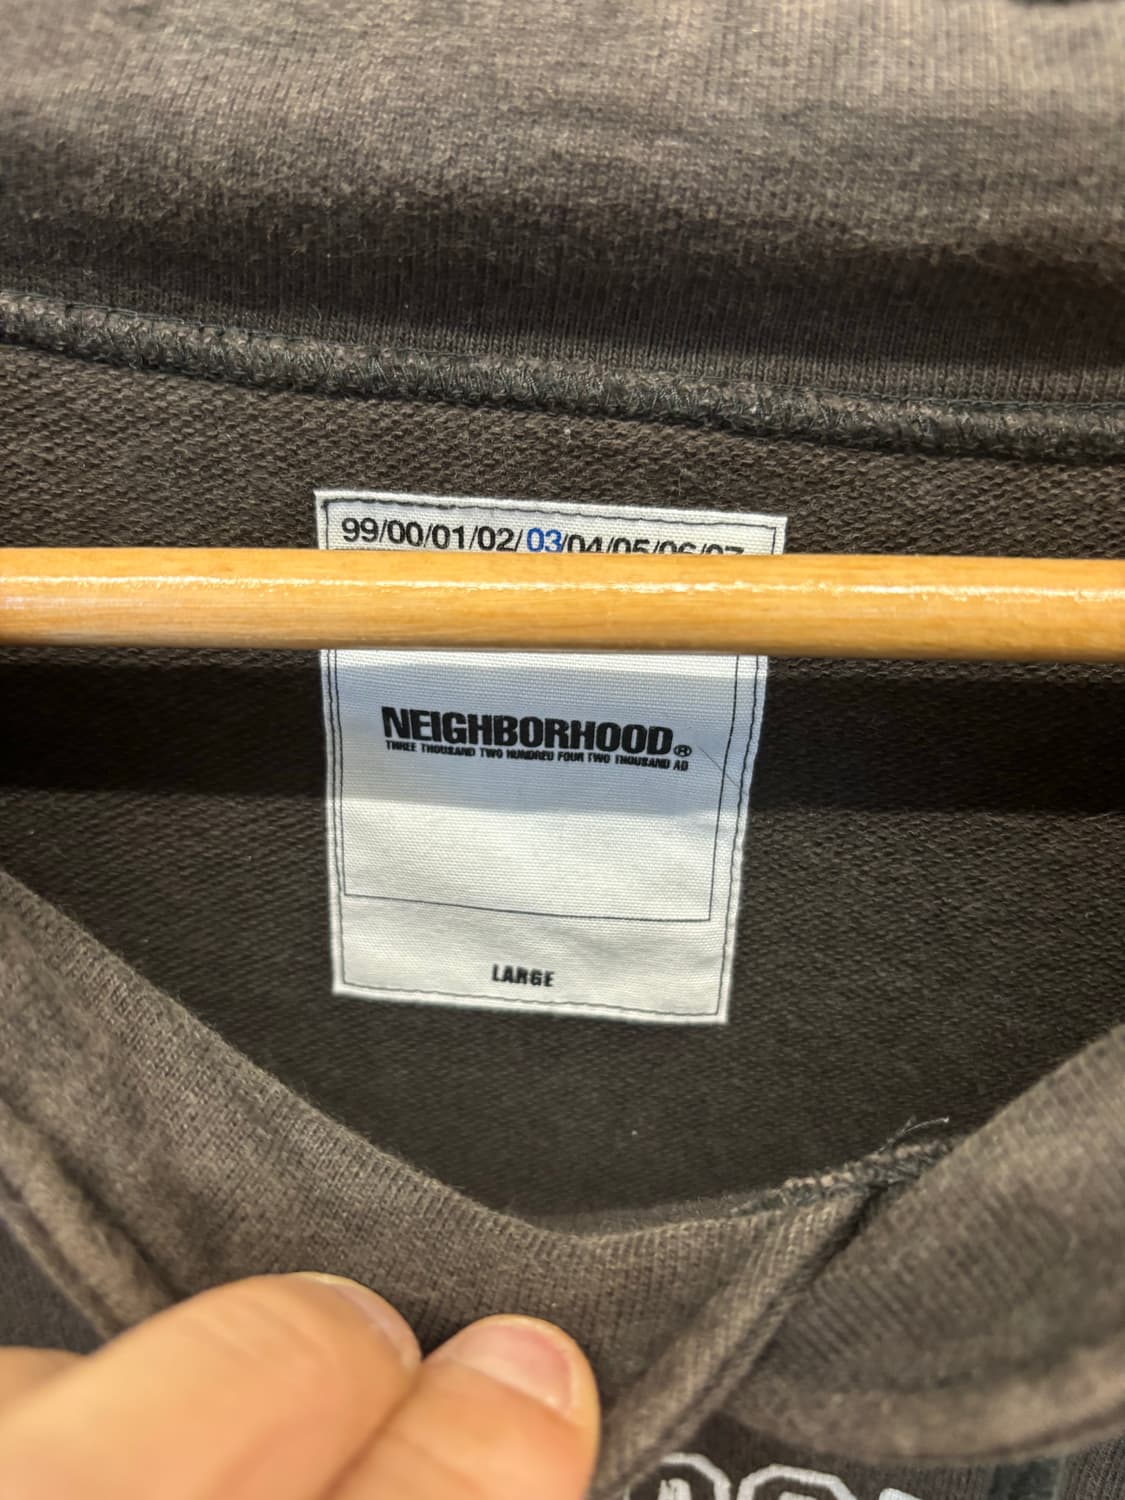 99/00/01/02/03/04/05/06/07
NEIGHBORHOOD®
THREE THOUSAND TWO HUNDRED FOUR TWO THOUSAND AD
LARGE